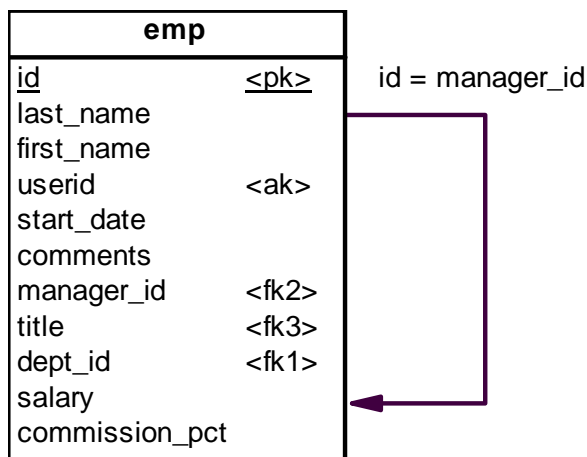 emp
id <pk> id = manager_id
last_name
first_name
userid <ak>
start_date
comments
manager_id <fk2>
title <fk3>
dept_id <fk1>
salary
commission_pct